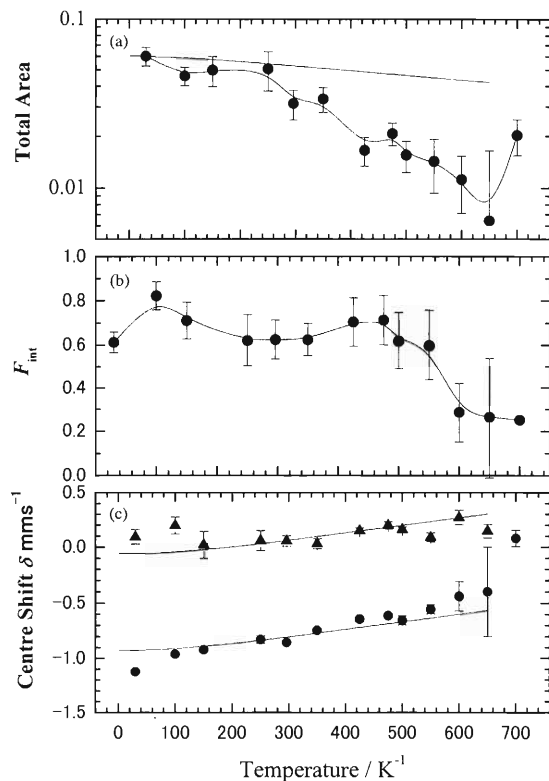 0.1
(a)
Total Area
0.01
1.0
(b)
0.8
0.6
F_int
0.4
0.2
0.0
0.5
(c)
0.0
Centre Shift δ mms⁻¹
-0.5
-1.0
-1.5
0 100 200 300 400 500 600 700
Temperature / K⁻¹